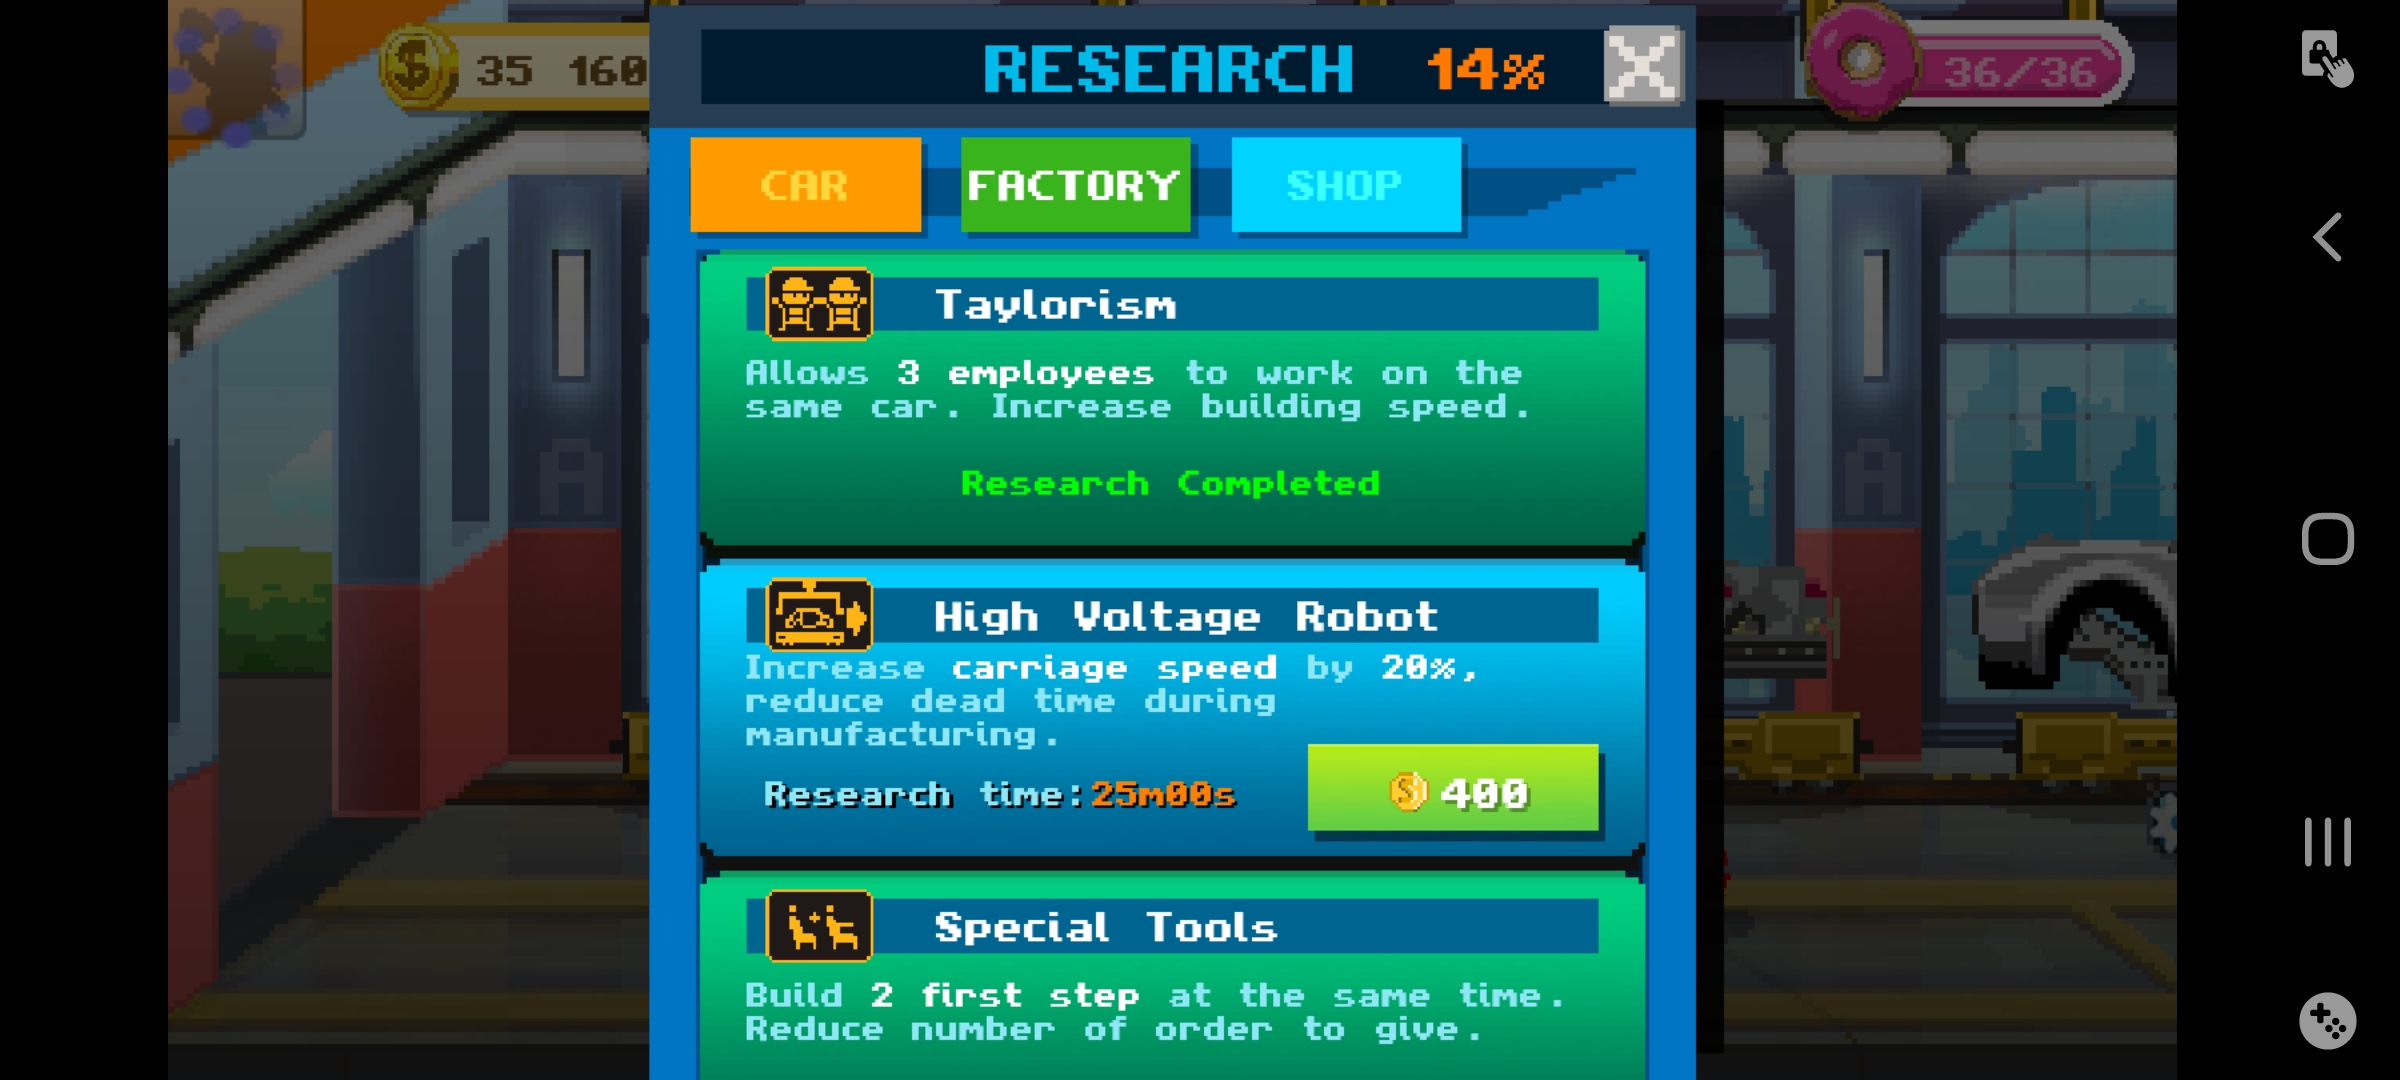 35 160
RESEARCH 14%
36/36
CAR FACTORY SHOP
Taylorism
Allows 3 employees to work on the
same car. Increase building speed.
Research Completed
High Voltage Robot
Increase carriage speed by 20%,
reduce dead time during
manufacturing.
Research time:25m00s
400
Special Tools
Build 2 first step at the same time.
Reduce number of order to give.
A
A